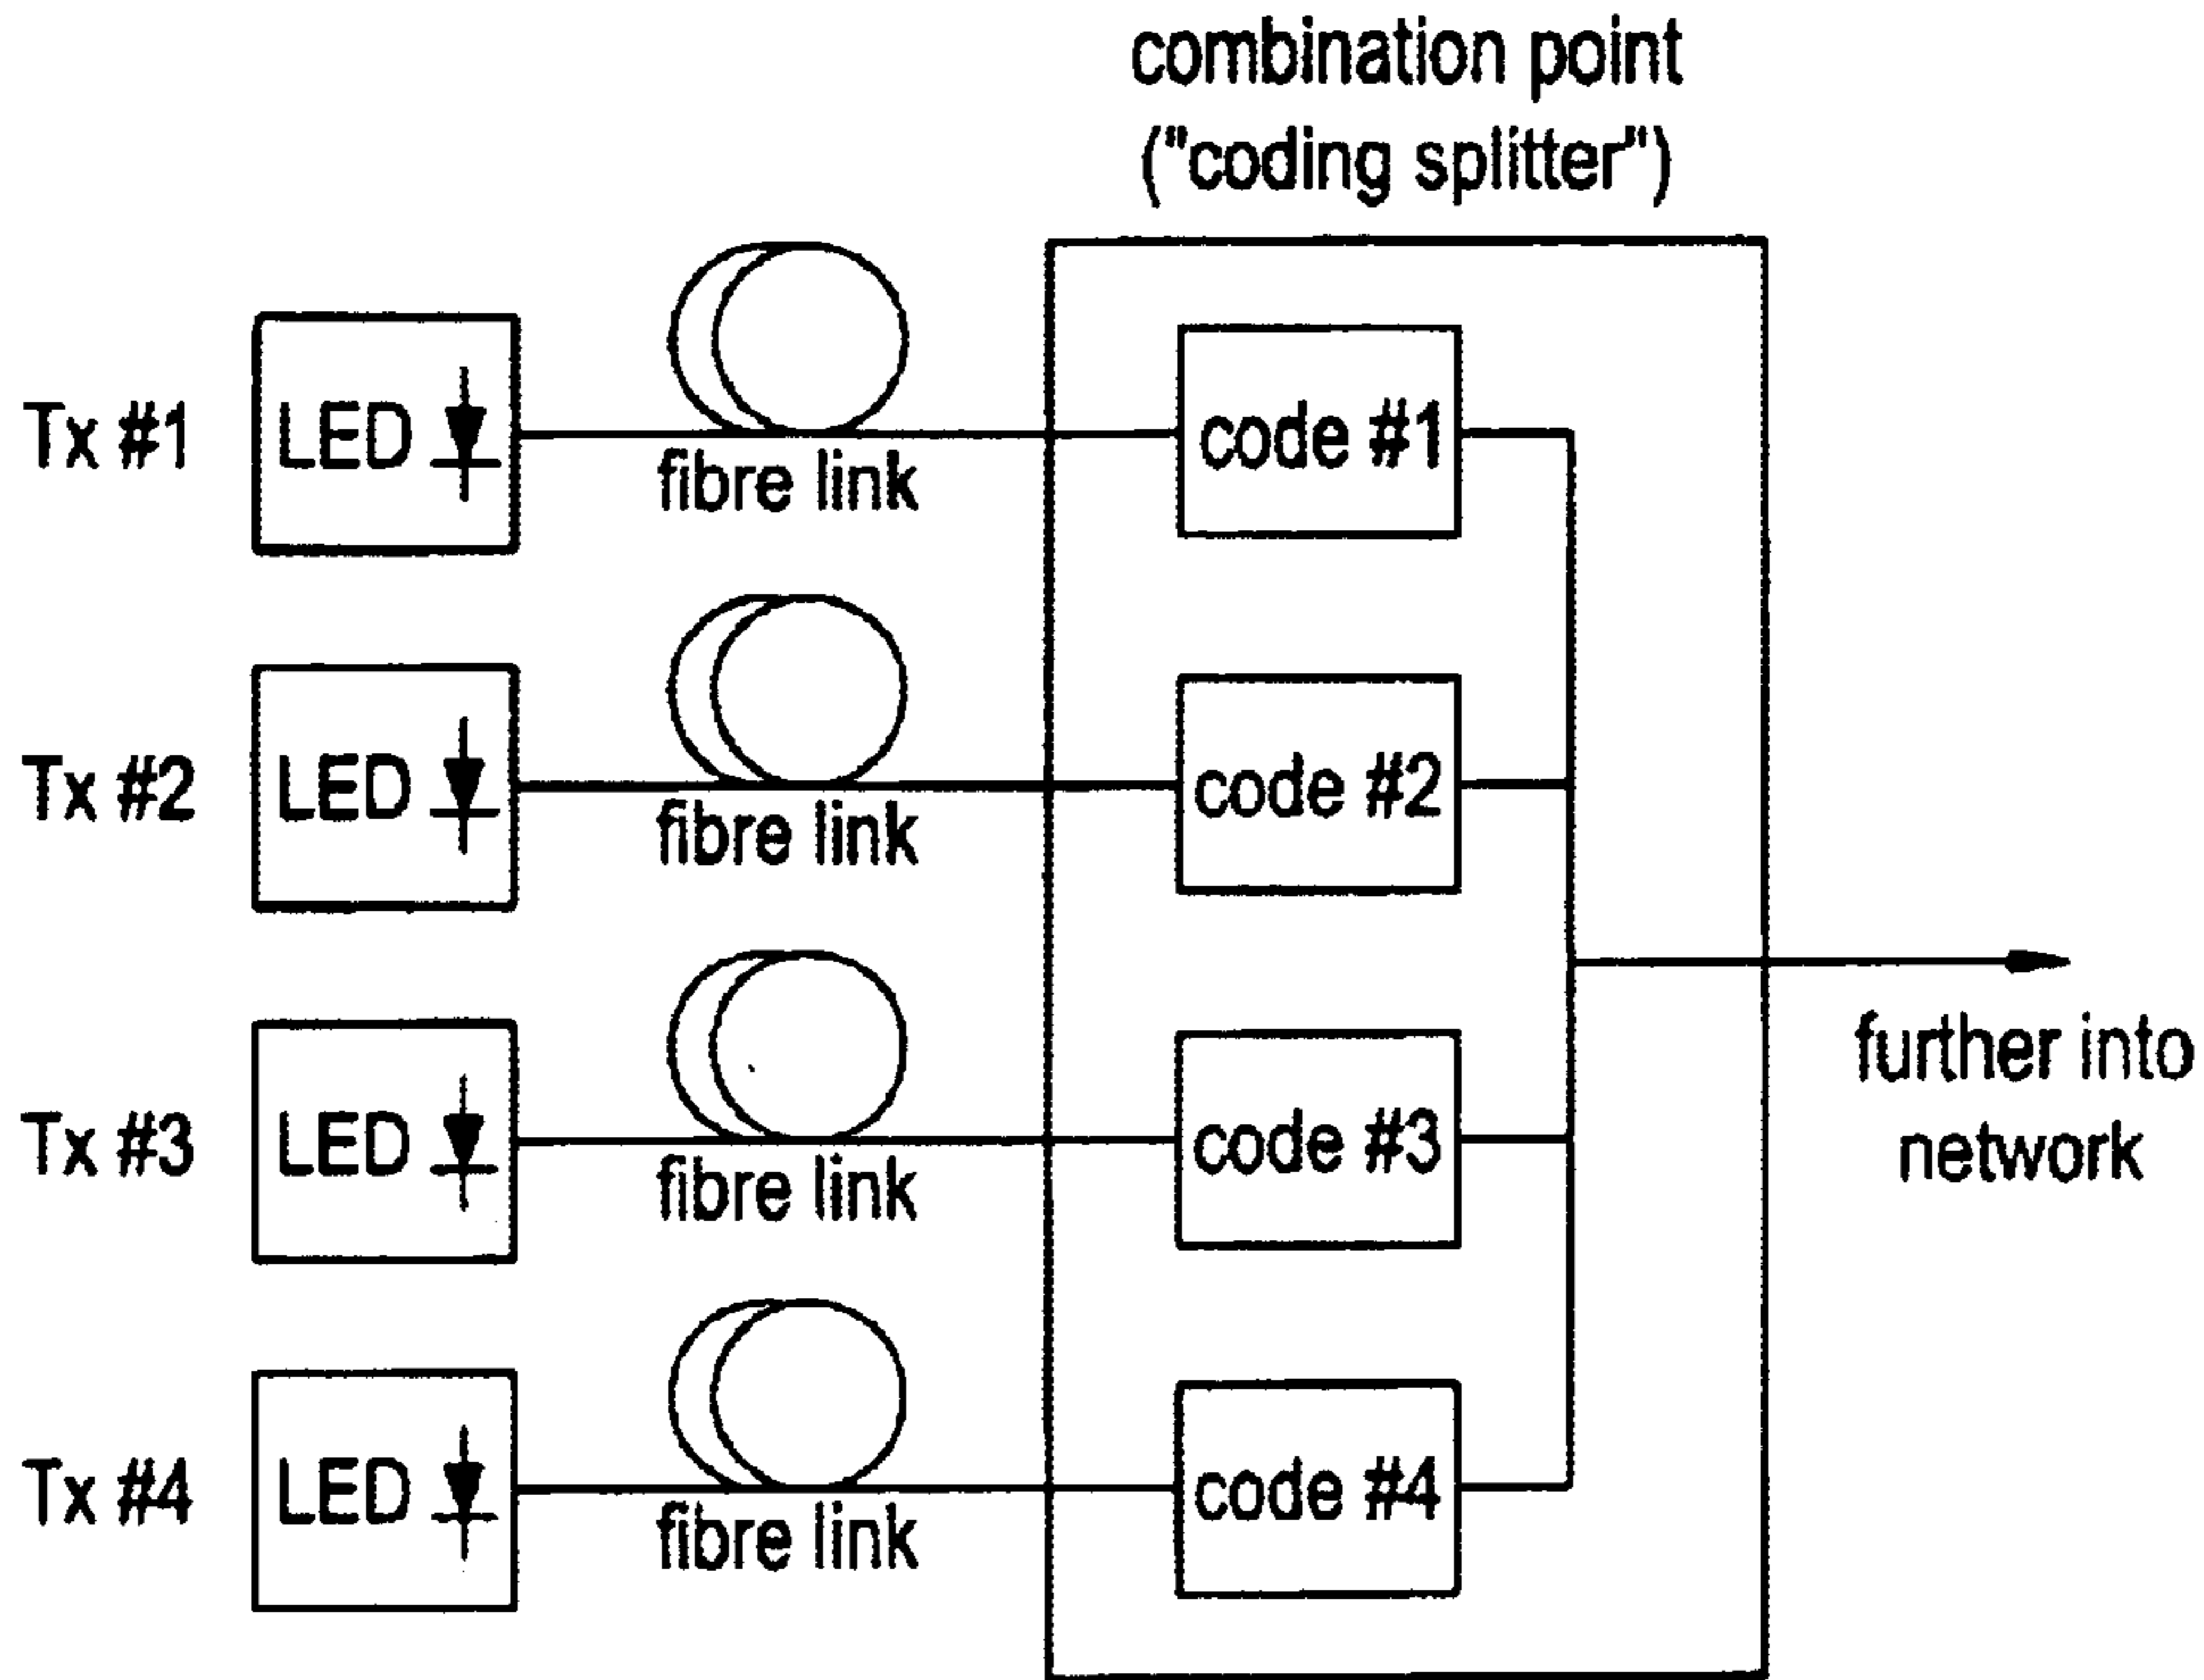 combination point
("coding splitter")
Tx #1
LED
fibre link
code #1
Tx #2
LED
fibre link
code #2
further into
network
Tx #3
LED
fibre link
code #3
Tx #4
LED
fibre link
code #4